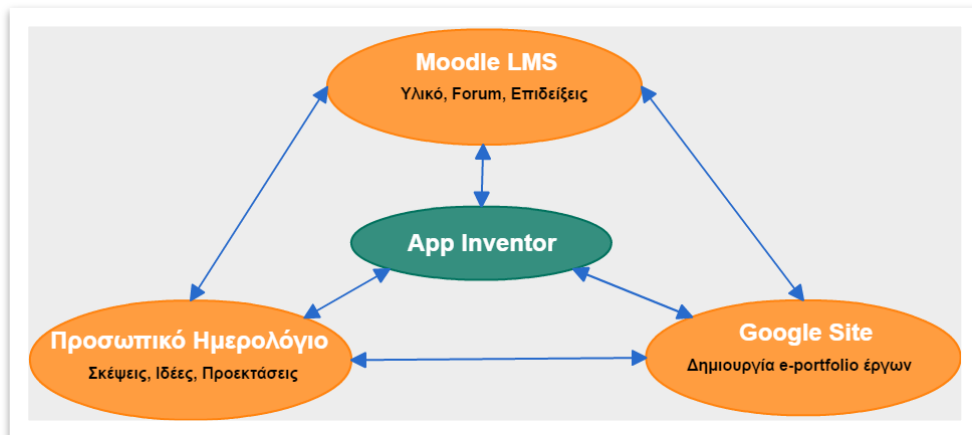 Moodle LMS
Υλικό, Forum, Επιδείξεις
App Inventor
Προσωπικό Ημερολόγιο
Σκέψεις, Ιδέες, Προεκτάσεις
Google Site
Δημιουργία e-portfolio έργων